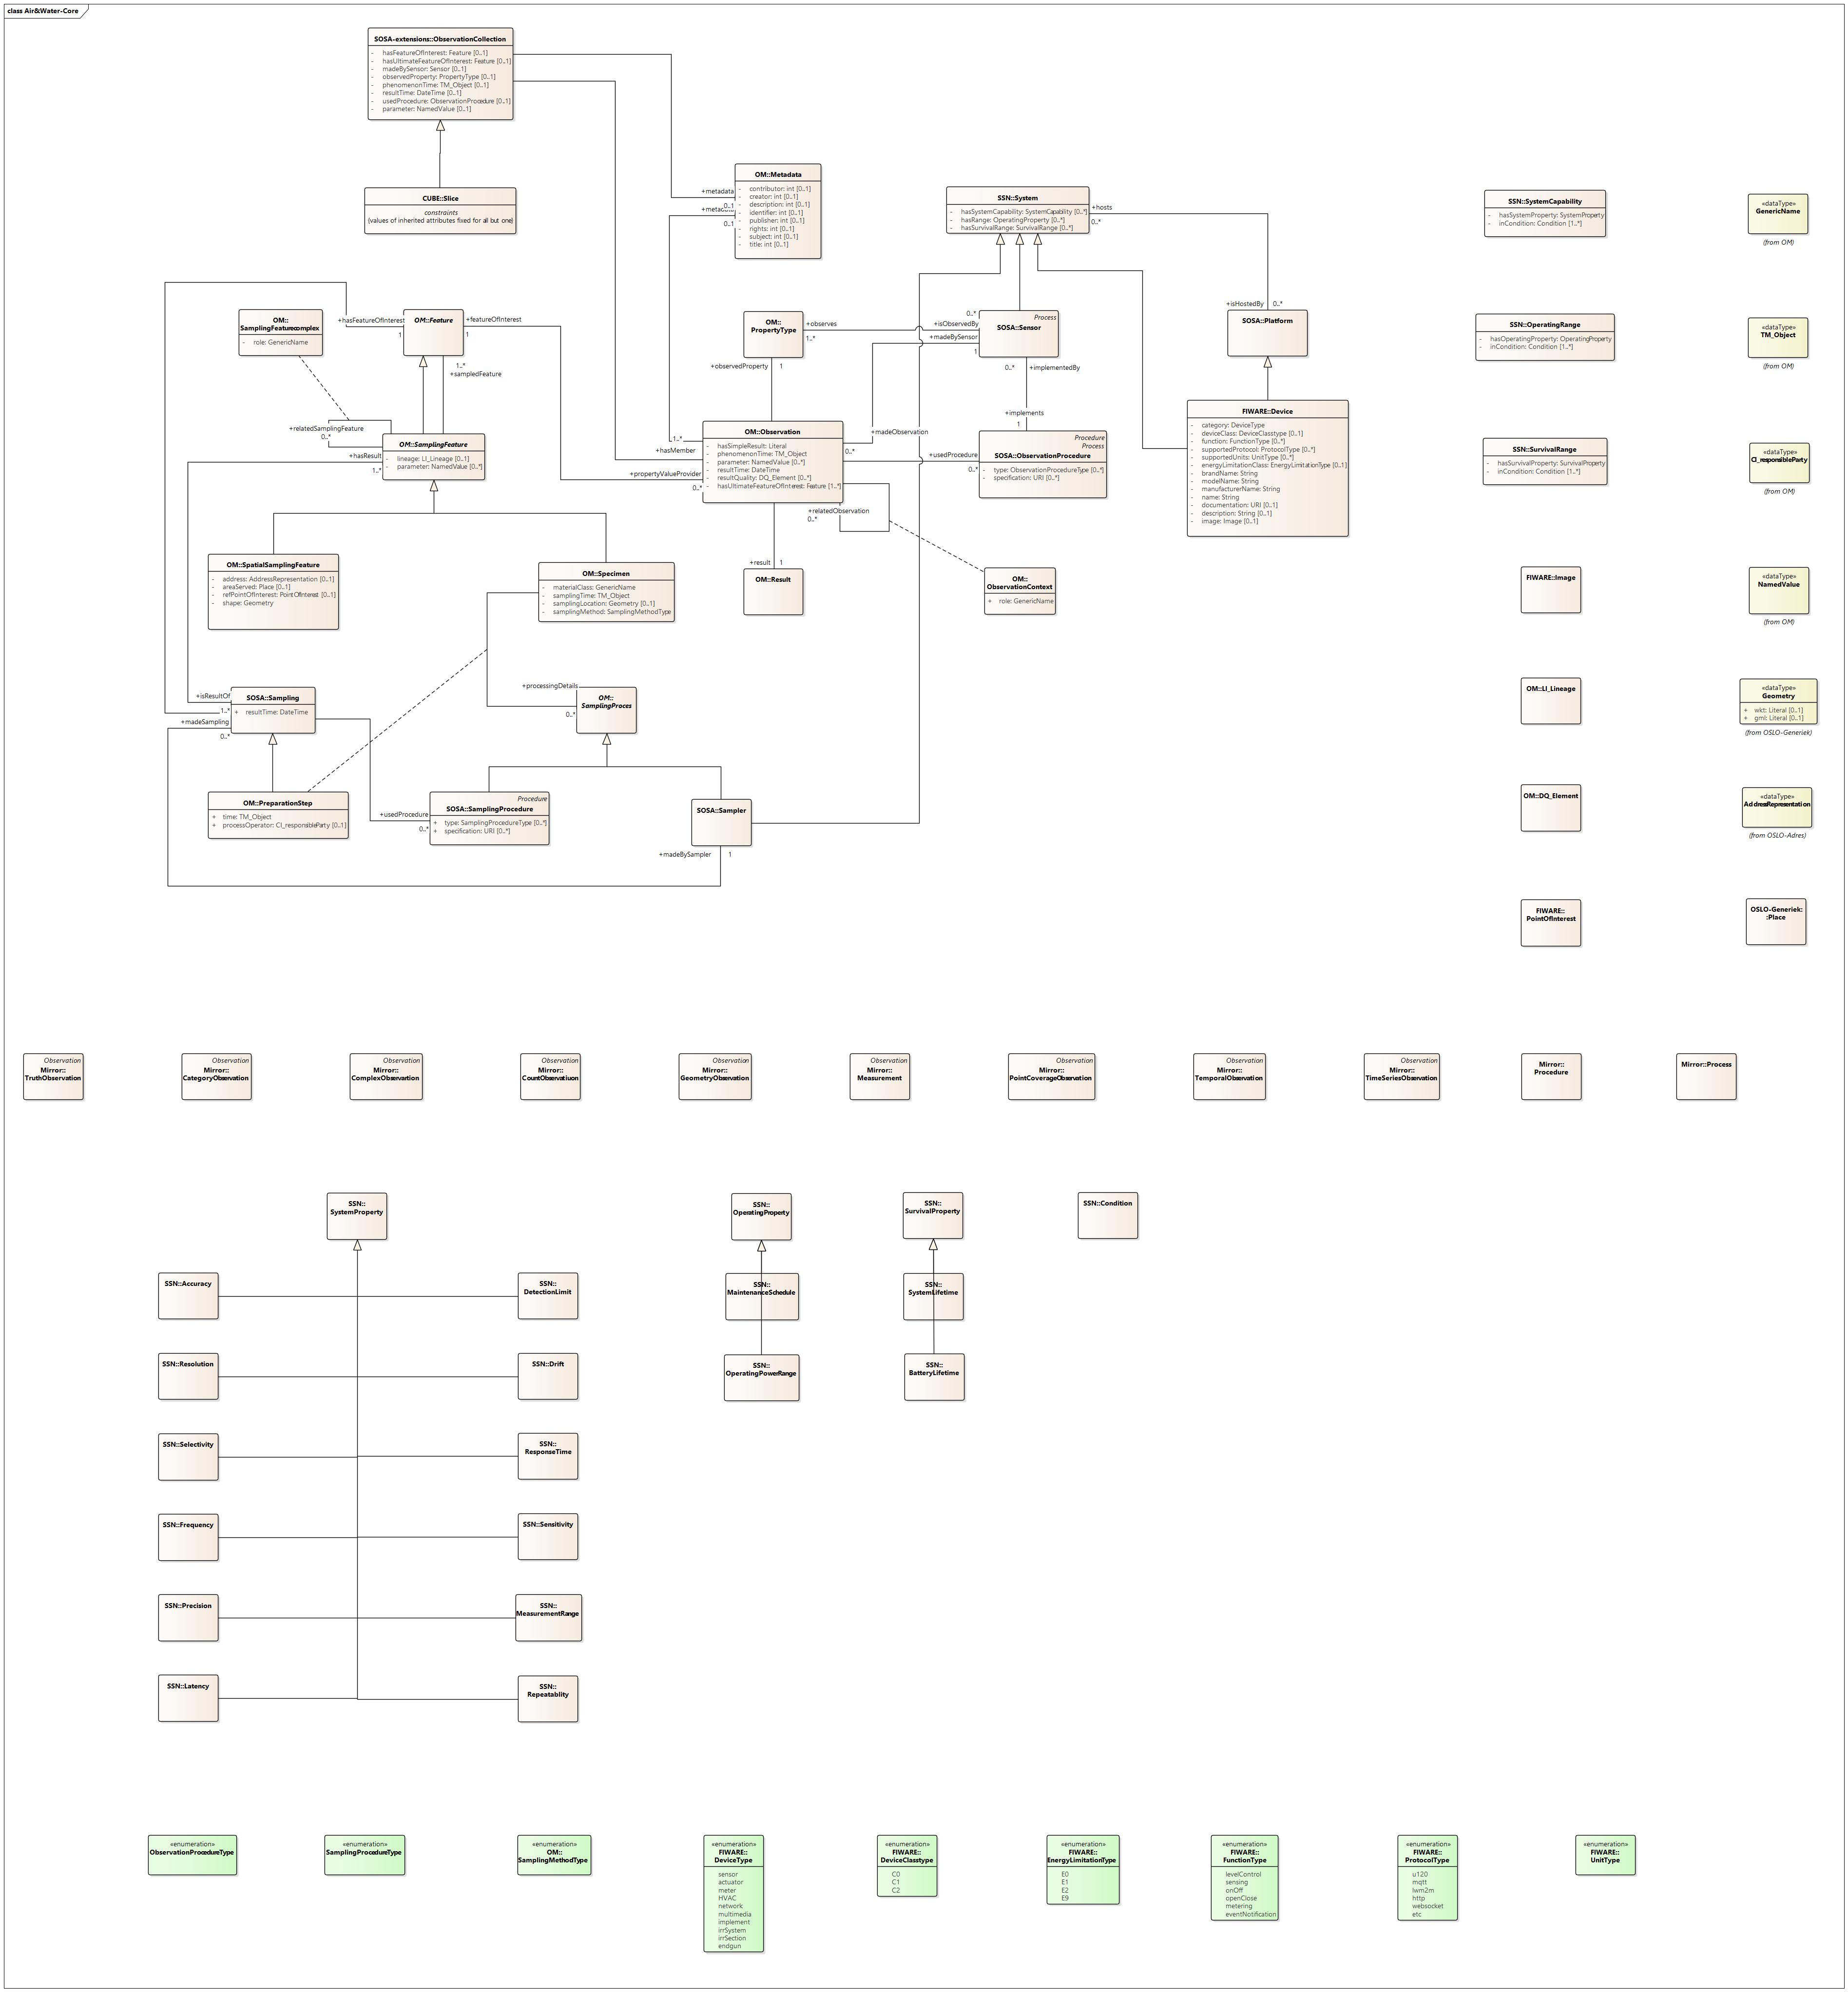 class Air&Water-Core
SOSA-extensions::ObservationCollection
- hasFeatureOfInterest: Feature [0..1]
- hasUltimateFeatureOfInterest: Feature [0..1]
- madeBySensor: Sensor [0..1]
- observedProperty: PropertyType [0..1]
- phenomenonTime: TM_Object [0..1]
- resultTime: DateTime [0..1]
- usedProcedure: ObservationProcedure [0..1]
- parameter: NamedValue [0..1]
CUBE::Slice
constraints
{values of inherited attributes fixed for all but one}
+metadata
0..1
+metadata
0..1
OM::Metadata
- contributor: int [0..1]
- creator: int [0..1]
- description: int [0..1]
- identifier: int [0..1]
- publisher: int [0..1]
- rights: int [0..1]
- subject: int [0..1]
- title: int [0..1]
SSN::System
- hasSystemCapability: SystemCapability [0..*]
- hasRange: OperatingProperty [0..*]
- hasSurvivalRange: SurvivalRange [0..*]
+hosts
0..*
SSN::SystemCapability
- hasSystemProperty: SystemProperty
- inCondition: Condition [1..*]
«dataType»
GenericName
(from OM)
OM::
SamplingFeaturecomplex
- role: GenericName
+hasFeatureOfInterest
1
OM::Feature
+featureOfInterest
1
1..*
+sampledFeature
OM::
PropertyType
+observes
1..*
+observedProperty
1
0..*
+isObservedBy
+madeBySensor
1
Process
SOSA::Sensor
0..*
+implementedBy
+implements
1
+isHostedBy
0..*
SOSA::Platform
SSN::OperatingRange
- hasOperatingProperty: OperatingProperty
- inCondition: Condition [1..*]
«dataType»
TM_Object
(from OM)
+relatedSamplingFeature
0..*
OM::SamplingFeature
- lineage: LI_Lineage [0..1]
- parameter: NamedValue [0..*]
+hasResult
1..*
1..*
+hasMember
+propertyValueProvider
0..*
OM::Observation
- hasSimpleResult: Literal
- phenomenonTime: TM_Object
- parameter: NamedValue [0..*]
- resultTime: DateTime
- resultQuality: DQ_Element [0..*]
- hasUltimateFeatureOfInterest: Feature [1..*]
+madeObservation
0..*
+usedProcedure
0..*
+relatedObservation
0..*
+result
1
Procedure
Process
SOSA::ObservationProcedure
- type: ObservationProcedureType [0..*]
- specification: URI [0..*]
FIWARE::Device
- category: DeviceType
- deviceClass: DeviceClasstype [0..1]
- function: FunctionType [0..*]
- supportedProtocol: ProtocolType [0..*]
- supportedUnits: UnitType [0..*]
- energyLimitationClass: EnergyLimitationType [0..1]
- brandName: String
- modelName: String
- manufacturerName: String
- name: String
- documentation: URI [0..1]
- description: String [0..1]
- image: Image [0..1]
SSN::SurvivalRange
- hasSurvivalProperty: SurvivalProperty
- inCondition: Condition [1..*]
«dataType»
CI_responsibleParty
(from OM)
OM::SpatialSamplingFeature
- address: AddressRepresentation [0..1]
- areaServed: Place [0..1]
- refPointOfInterest: PointOfInterest [0..1]
- shape: Geometry
OM::Specimen
- materialClass: GenericName
- samplingTime: TM_Object
- samplingLocation: Geometry [0..1]
- samplingMethod: SamplingMethodType
OM::Result
OM::
ObservationContext
+ role: GenericName
FIWARE::Image
«dataType»
NamedValue
(from OM)
+isResultOf
1..*
+madeSampling
0..*
SOSA::Sampling
+ resultTime: DateTime
+processingDetails
0..*
OM::
SamplingProces
OM::LI_Lineage
«dataType»
Geometry
+ wkt: Literal [0..1]
+ gml: Literal [0..1]
(from OSLO-Generiek)
OM::PreparationStep
+ time: TM_Object
+ processOperator: CI_responsibleParty [0..1]
+usedProcedure
0..*
Procedure
SOSA::SamplingProcedure
+ type: SamplingProcedureType [0..*]
+ specification: URI [0..*]
SOSA::Sampler
+madeBySampler
1
OM::DQ_Element
«dataType»
AddressRepresentation
(from OSLO-Adres)
FIWARE::
PointOfInterest
OSLO-Generiek:
:Place
Observation
Mirror::
TruthObservation
Observation
Mirror::
CategoryObservation
Observation
Mirror::
ComplexObservation
Observation
Mirror::
CountObservatiuon
Observation
Mirror::
GeometryObservation
Observation
Mirror::
Measurement
Observation
Mirror::
PointCoverageObservation
Observation
Mirror::
TemporalObservation
Observation
Mirror::
TimeSeriesObservation
Mirror::
Procedure
Mirror::Process
SSN::
SystemProperty
SSN::
OperatingProperty
SSN::
SurvivalProperty
SSN::Condition
SSN::Accuracy
SSN::
DetectionLimit
SSN::
MaintenanceSchedule
SSN::
SystemLifetime
SSN::Resolution
SSN::Drift
SSN::
OperatingPowerRange
SSN::
BatteryLifetime
SSN::Selectivity
SSN::
ResponseTime
SSN::Frequency
SSN::Sensitivity
SSN::Precision
SSN::
MeasurementRange
SSN::Latency
SSN::
Repeatablity
«enumeration»
ObservationProcedureType
«enumeration»
SamplingProcedureType
«enumeration»
OM::
SamplingMethodType
«enumeration»
FIWARE::
DeviceType
sensor
actuator
meter
HVAC
network
multimedia
implement
irrSystem
irrSection
endgun
«enumeration»
FIWARE::
DeviceClasstype
C0
C1
C2
«enumeration»
FIWARE::
EnergyLimitationType
E0
E1
E2
E9
«enumeration»
FIWARE::
FunctionType
levelControl
sensing
onOff
openClose
metering
eventNotification
«enumeration»
FIWARE::
ProtocolType
u120
mqtt
lwm2m
http
websocket
etc
«enumeration»
FIWARE::
UnitType